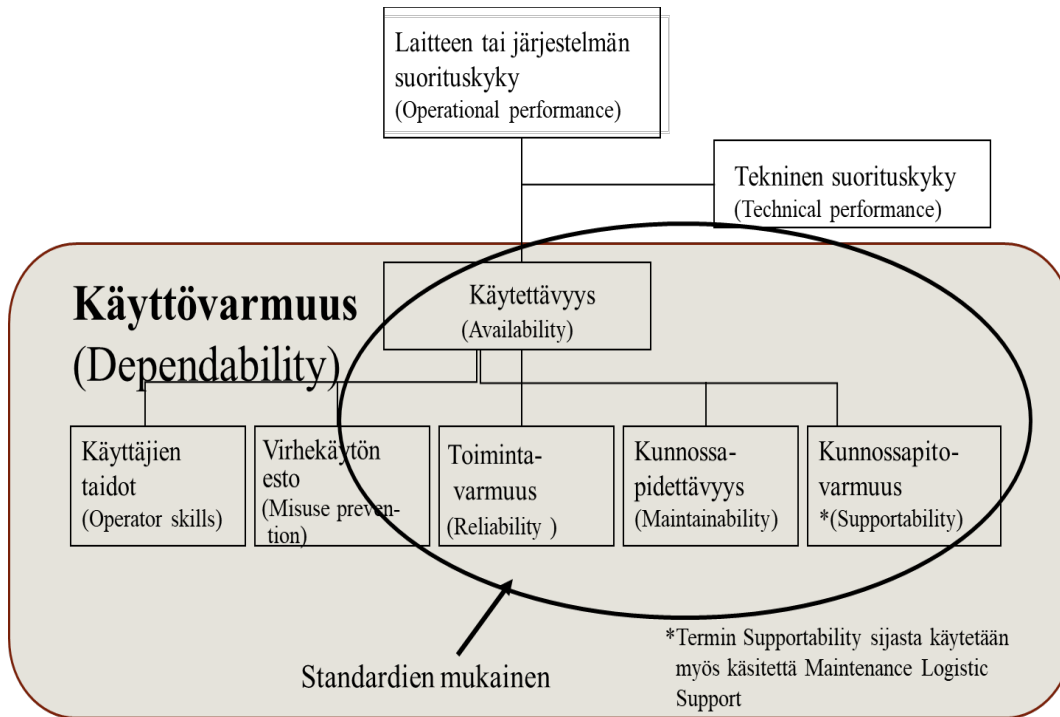 Laitteen tai järjestelmän
suorituskyky
(Operational performance)
Tekninen suorituskyky
(Technical performance)
Käyttövarmuus
(Dependability)
Käytettävyys
(Availability)
Käyttäjien
taidot
(Operator skills)
Virhekäytön
esto
(Misuse preven-
tion)
Toiminta-
varmuus
(Reliability )
Kunnossa-
pidettävyys
(Maintainability)
Kunnossapito-
varmuus
*(Supportability)
Standardien mukainen
*Termin Supportability sijasta käytetään
myös käsitettä Maintenance Logistic
Support